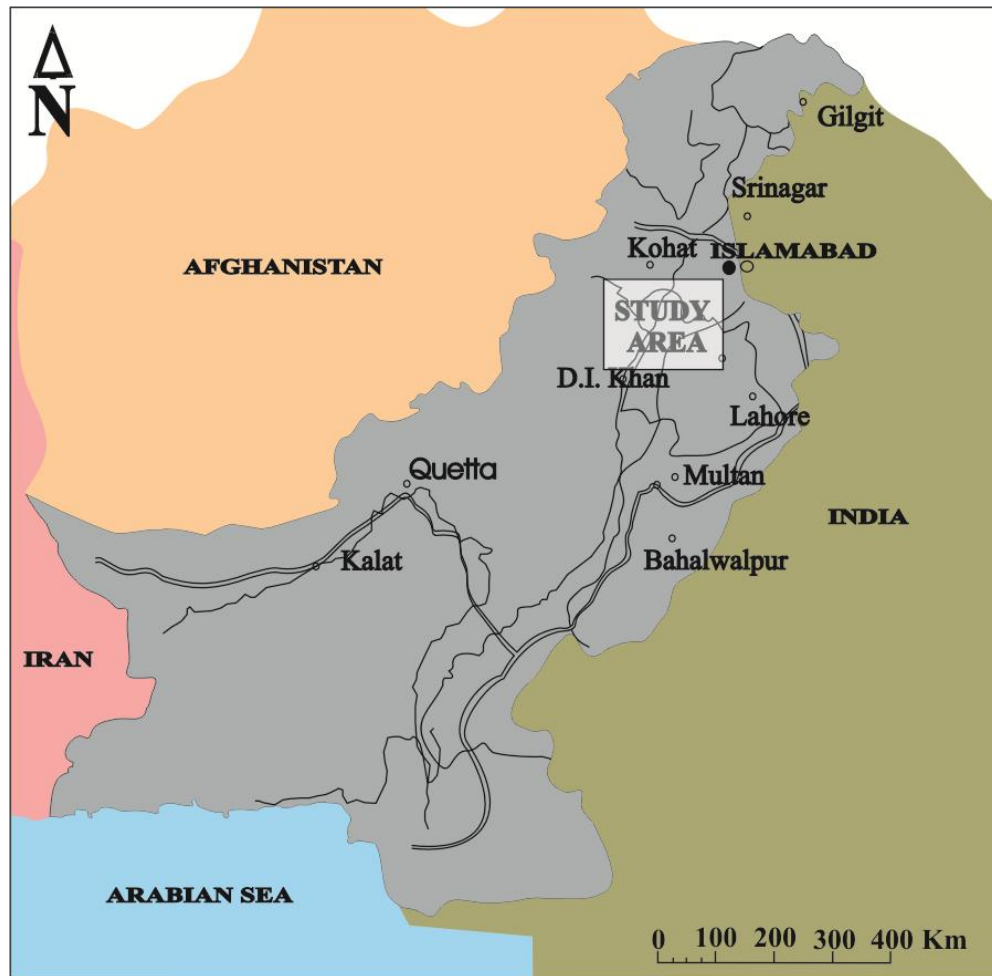 N
Gilgit
Srinagar
Kohat
ISLAMABAD
AFGHANISTAN
STUDY
AREA
D.I. Khan
Lahore
Quetta
Multan
INDIA
Bahalwalpur
Kalat
IRAN
ARABIAN SEA
0 100 200 300 400 Km